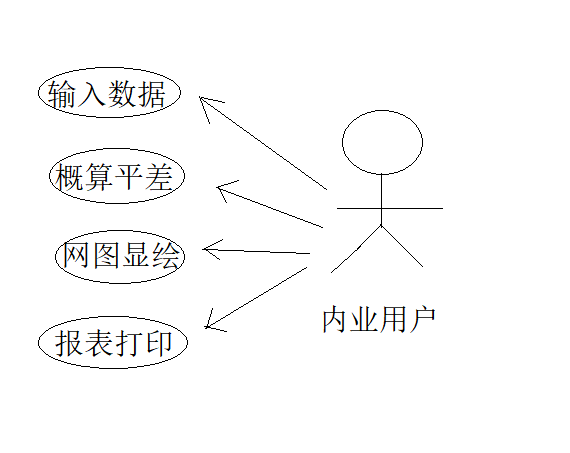 输入数据
概算平差
网图显绘
报表打印
内业用户